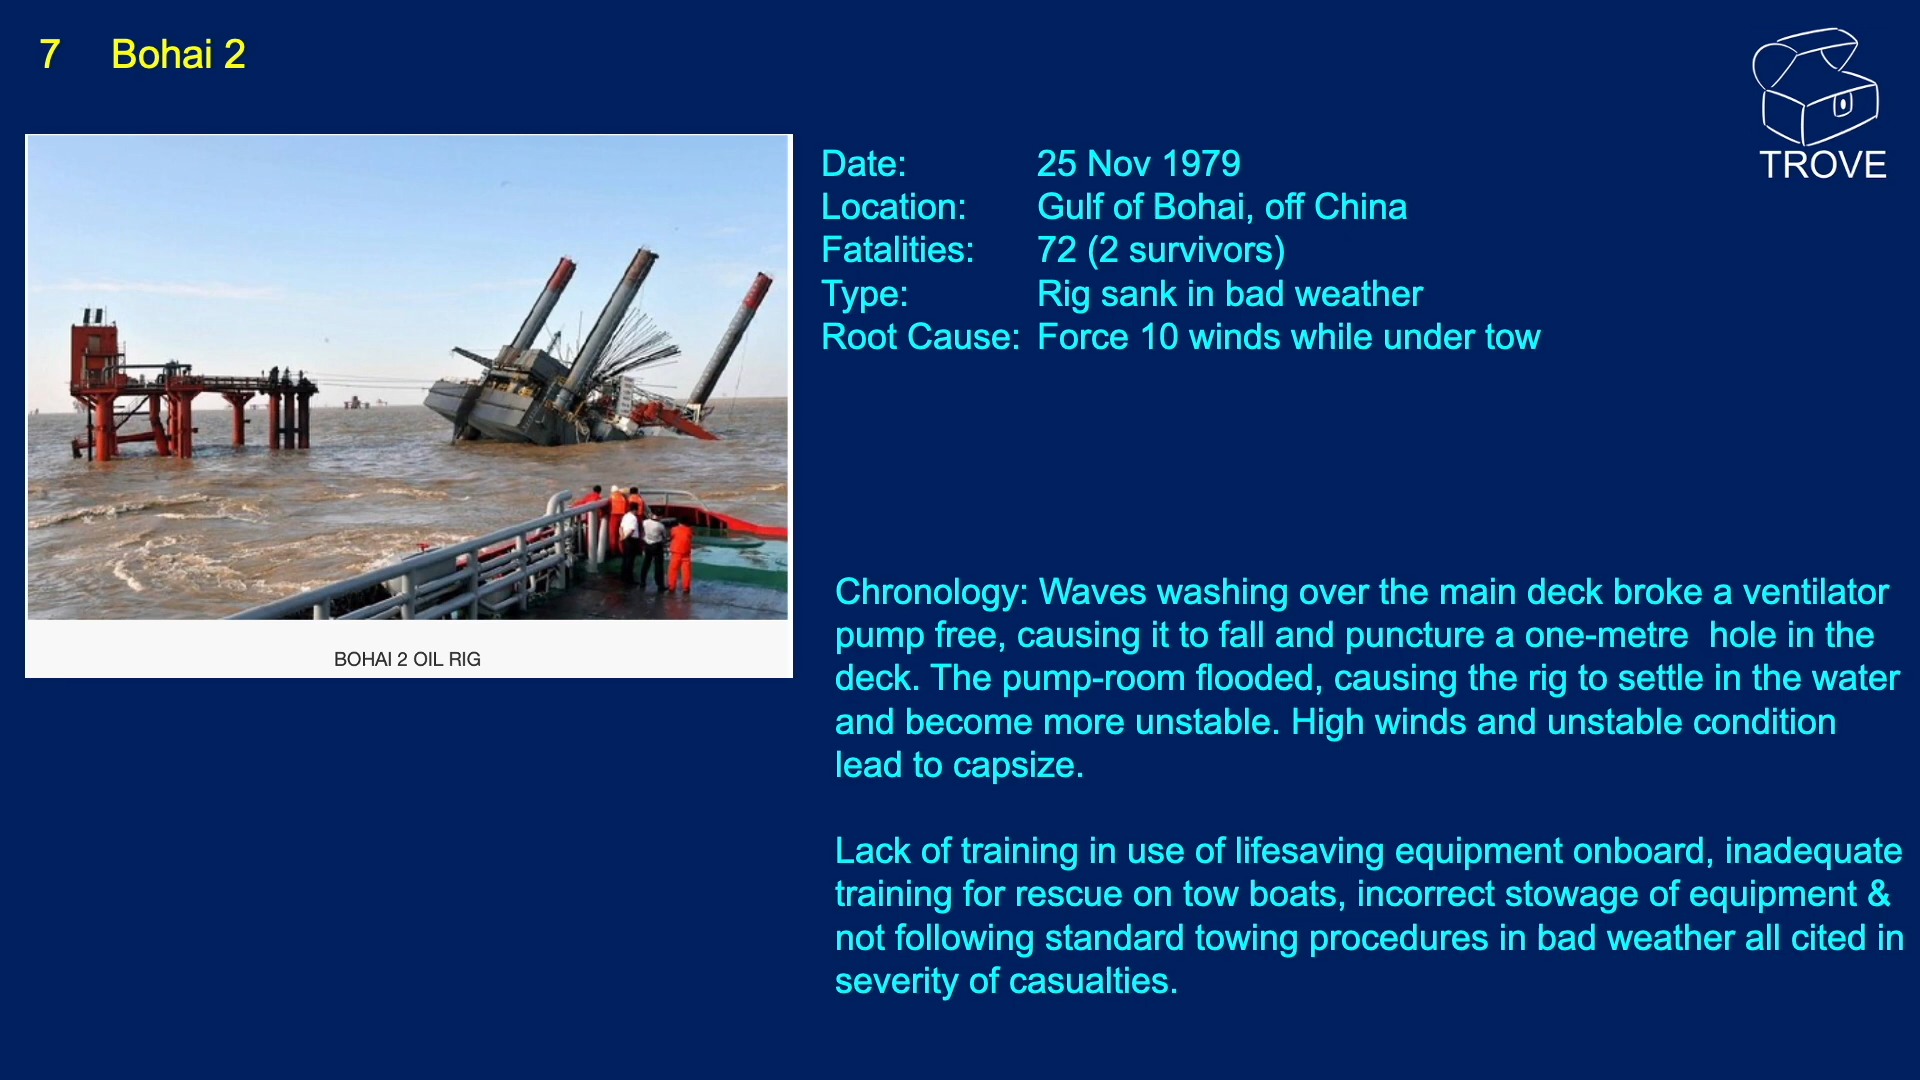 7 Bohai 2
TROVE
Date: 25 Nov 1979
Location: Gulf of Bohai, off China
Fatalities: 72 (2 survivors)
Type: Rig sank in bad weather
Root Cause: Force 10 winds while under tow
BOHAI 2 OIL RIG
Chronology: Waves washing over the main deck broke a ventilator
pump free, causing it to fall and puncture a one-metre  hole in the
deck. The pump-room flooded, causing the rig to settle in the water
and become more unstable. High winds and unstable condition
lead to capsize.
Lack of training in use of lifesaving equipment onboard, inadequate
training for rescue on tow boats, incorrect stowage of equipment &
not following standard towing procedures in bad weather all cited in
severity of casualties.